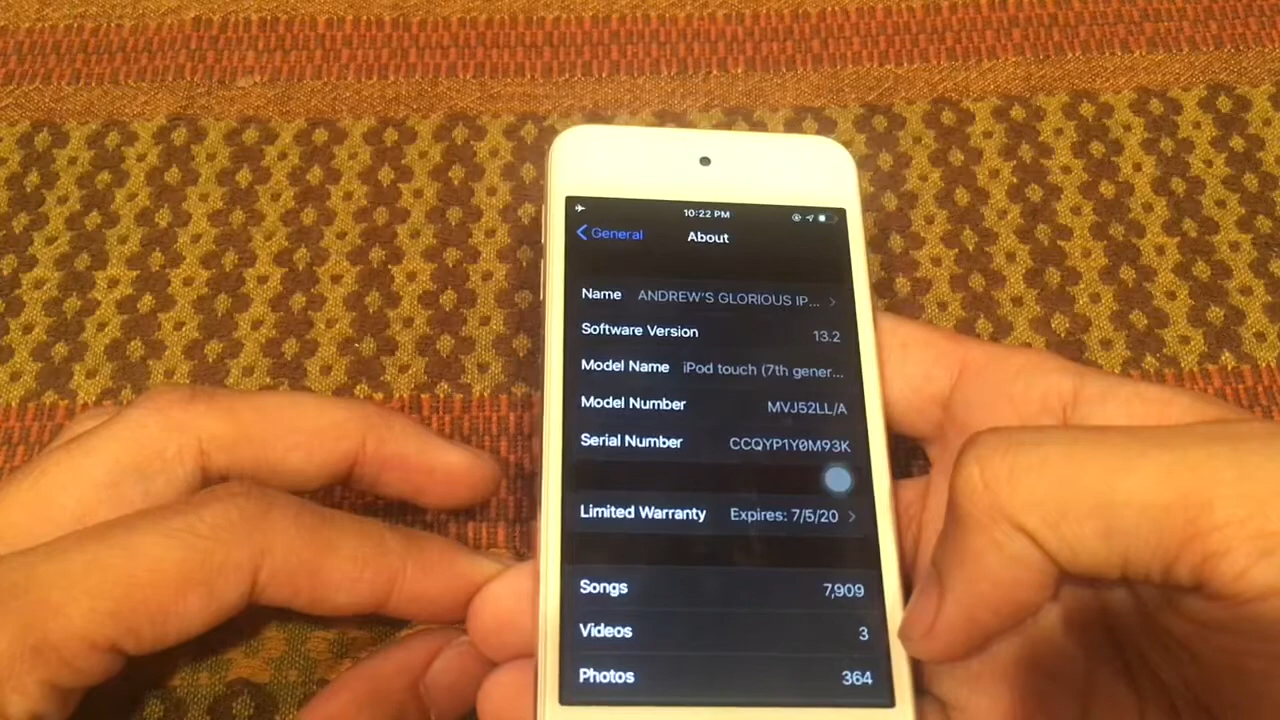 10:22 PM
General
About
Name ANDREW'S GLORIOUS IP...
Software Version 13.2
Model Name iPod touch (7th gener...
Model Number MVJ52LL/A
Serial Number CCQYP1Y0M93K
Limited Warranty Expires: 7/5/20
Songs 7,909
Videos 3
Photos 364